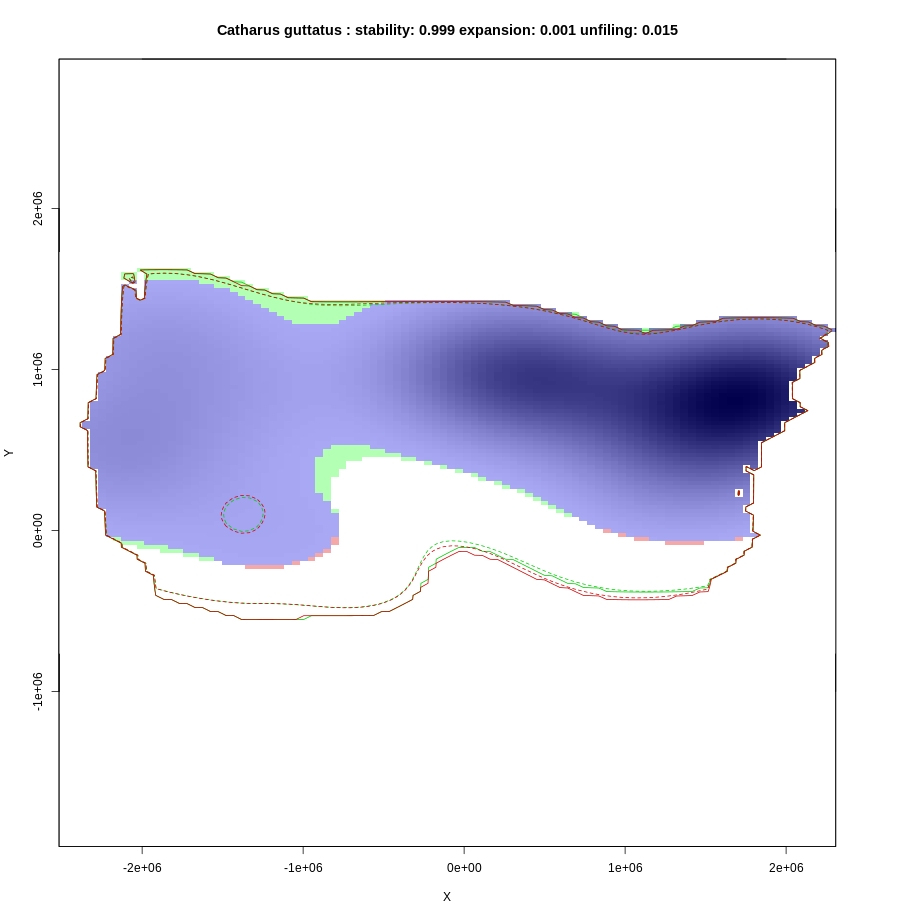 Catharus guttatus : stability: 0.999 expansion: 0.001 unfiling: 0.015
2e+06
1e+06
0e+00
-1e+06
Y
-2e+06 -1e+06 0e+00 1e+06 2e+06
X